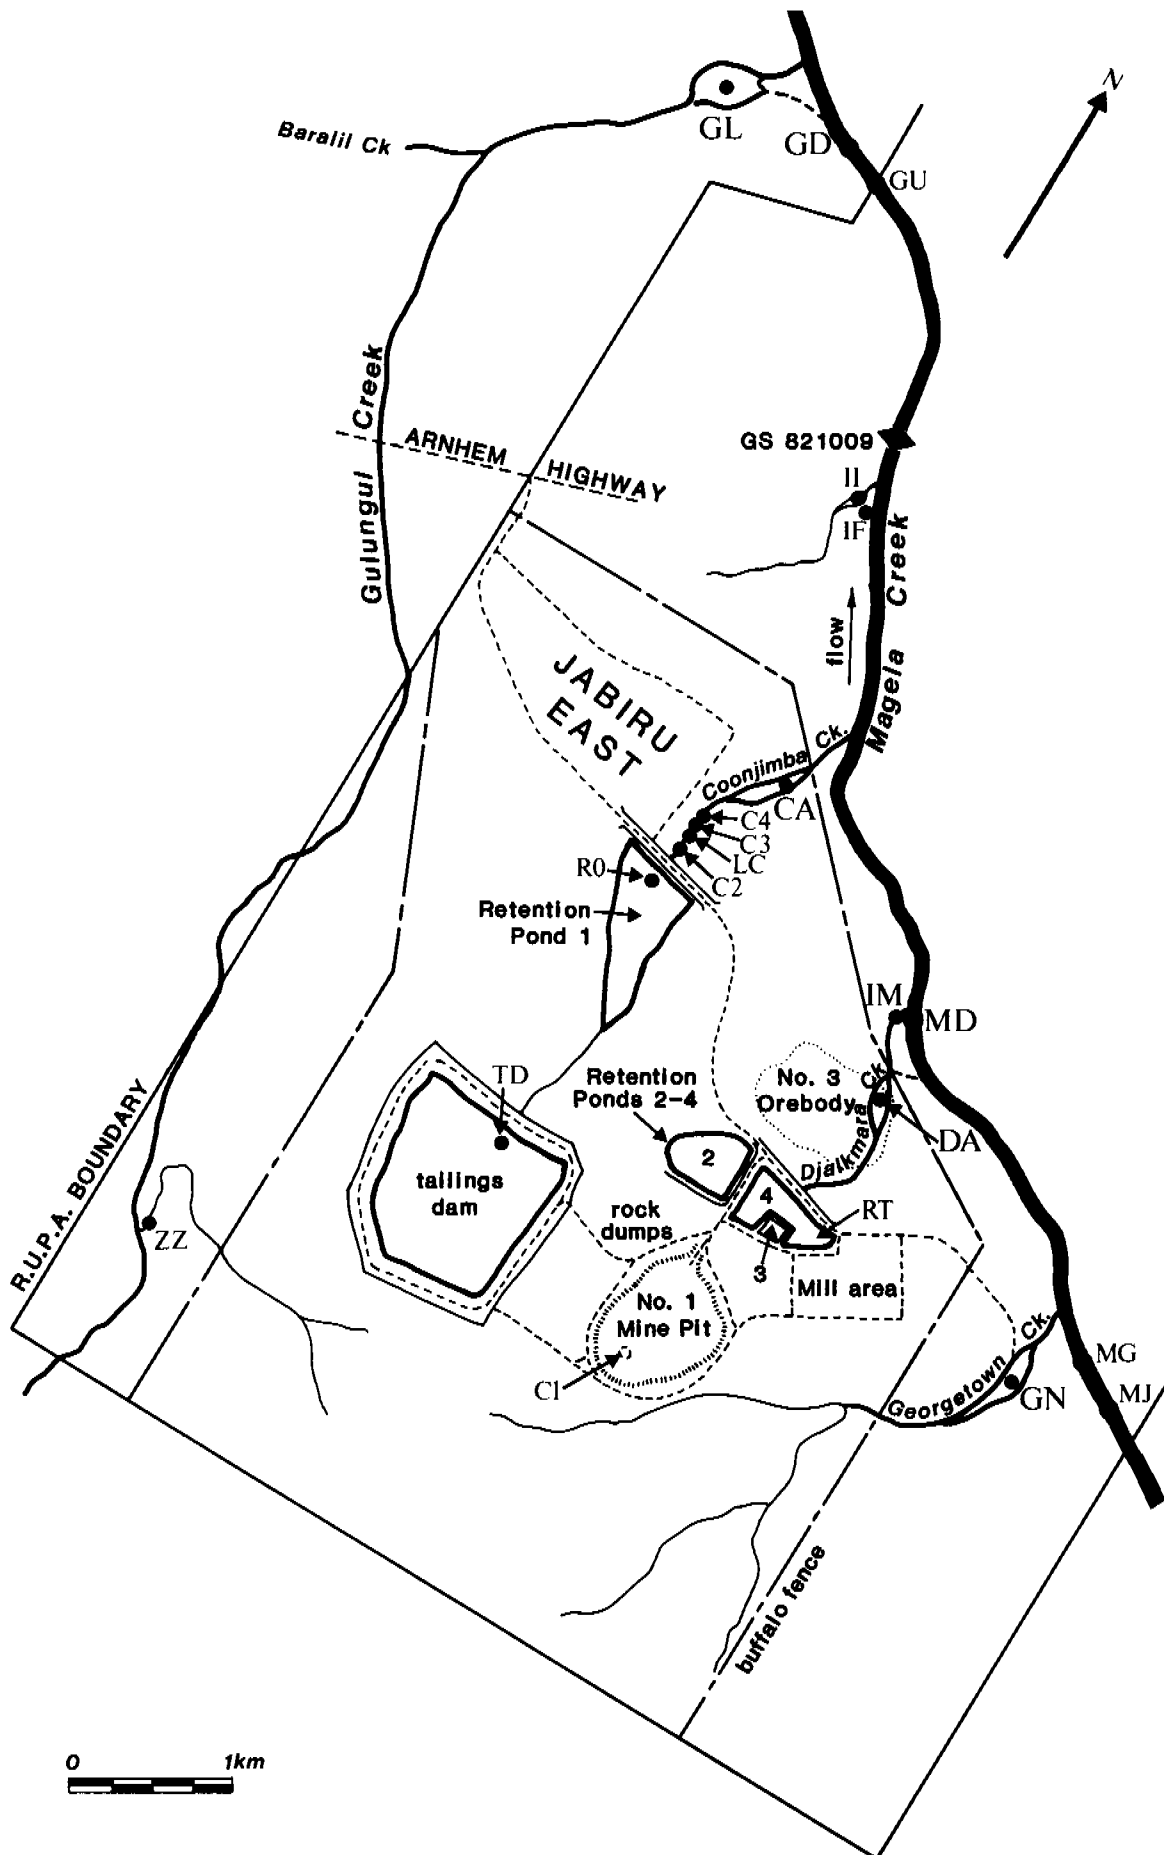 N
Baralil Ck
GL
GD
GU
Gulungul Creek
ARNHEM HIGHWAY
GS 821009
II
IF
flow
Magela Creek
JABIRU
EAST
Coonjimba Ck.
CA
C4
C3
LC
C2
R0
Retention
Pond 1
IM
MD
TD
Retention
Ponds 2-4
No. 3
Orebody
Djalkmara Ck
DA
2
4
3
RT
tailings
dam
rock
dumps
R.U.P.A. BOUNDARY
ZZ
No. 1
Mine Pit
Mill area
C1
Georgetown Ck.
GN
MG
MJ
buffalo fence
0 1km